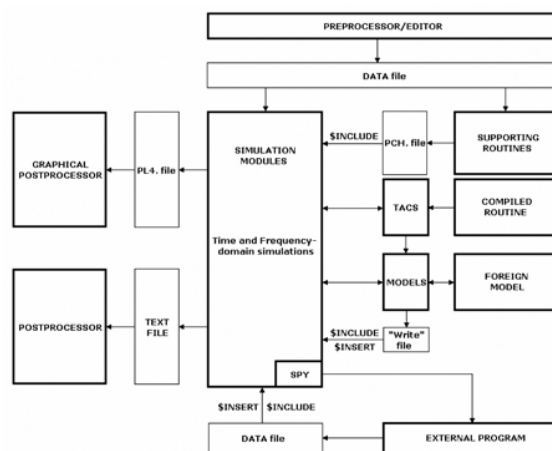 PREPROCESSOR/EDITOR
DATA file
GRAPHICAL
POSTPROCESSOR
PL4. file
SIMULATION
MODULES
Time and Frequency-
domain simulations
$INCLUDE
PCH. file
SUPPORTING
ROUTINES
TACS
COMPILED
ROUTINE
MODELS
FOREIGN
MODEL
POSTPROCESSOR
TEXT
FILE
$INCLUDE
$INSERT
"Write"
file
SPY
$INSERT
$INCLUDE
DATA file
EXTERNAL PROGRAM